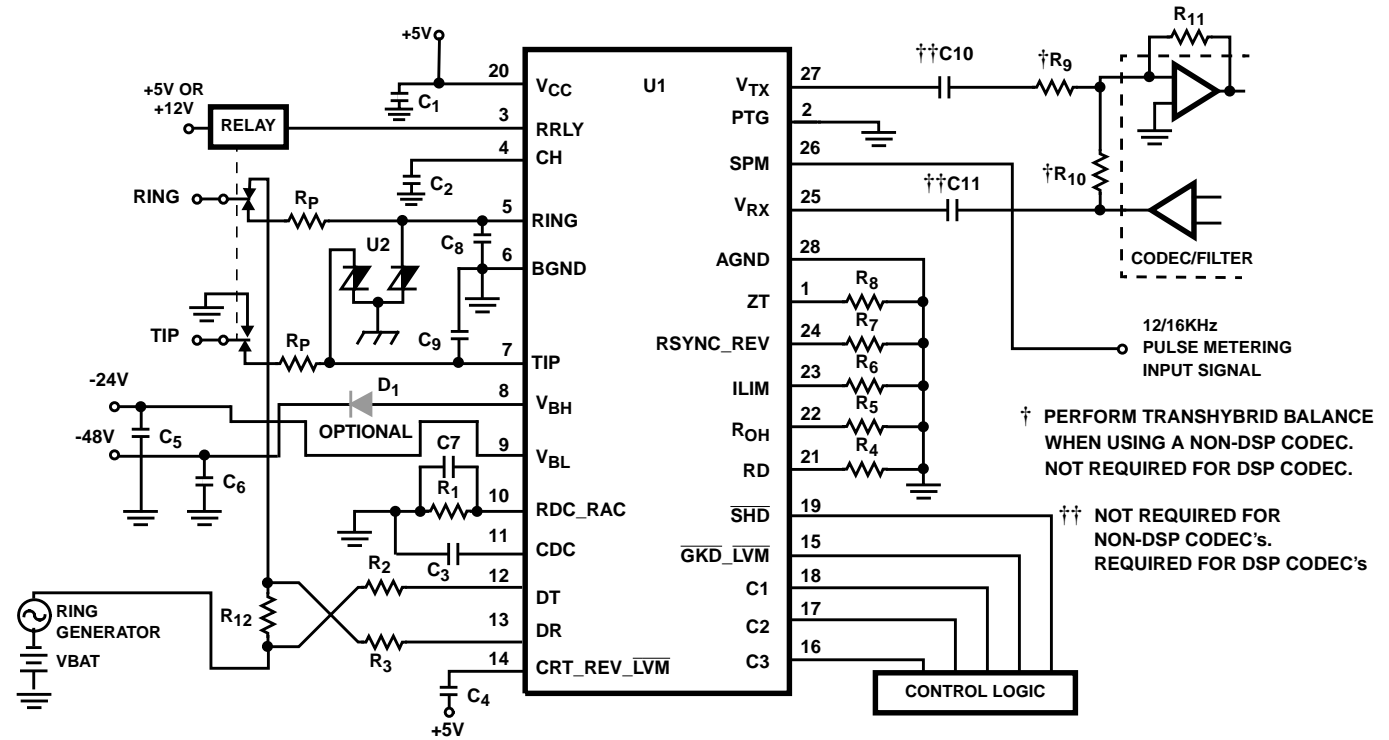 +5V
20
VCC
C1
+5V OR
+12V
RELAY
3
RRLY
4
CH
C2
RING
RP
5
RING
U2
C8
6
BGND
TIP
RP
C9
7
TIP
-24V
D1
8
VBH
OPTIONAL
-48V
C5
C7
9
VBL
C6
R1
10
RDC_RAC
11
CDC
C3
R2
12
DT
R12
RING
GENERATOR
VBAT
13
DR
R3
14
CRT_REV_LVM
C4
+5V
U1
VTX
27
††C10
†R9
R11
PTG
2
SPM
26
†R10
VRX
25
††C11
CODEC/FILTER
AGND
28
ZT
1
R8
RSYNC_REV
24
R7
ILIM
23
R6
ROH
22
R5
RD
21
R4
SHD
19
GKD_LVM
15
C1
18
C2
17
C3
16
CONTROL LOGIC
12/16KHz
PULSE METERING
INPUT SIGNAL
† PERFORM TRANSHYBRID BALANCE
WHEN USING A NON-DSP CODEC.
NOT REQUIRED FOR DSP CODEC.
†† NOT REQUIRED FOR
NON-DSP CODEC's.
REQUIRED FOR DSP CODEC's